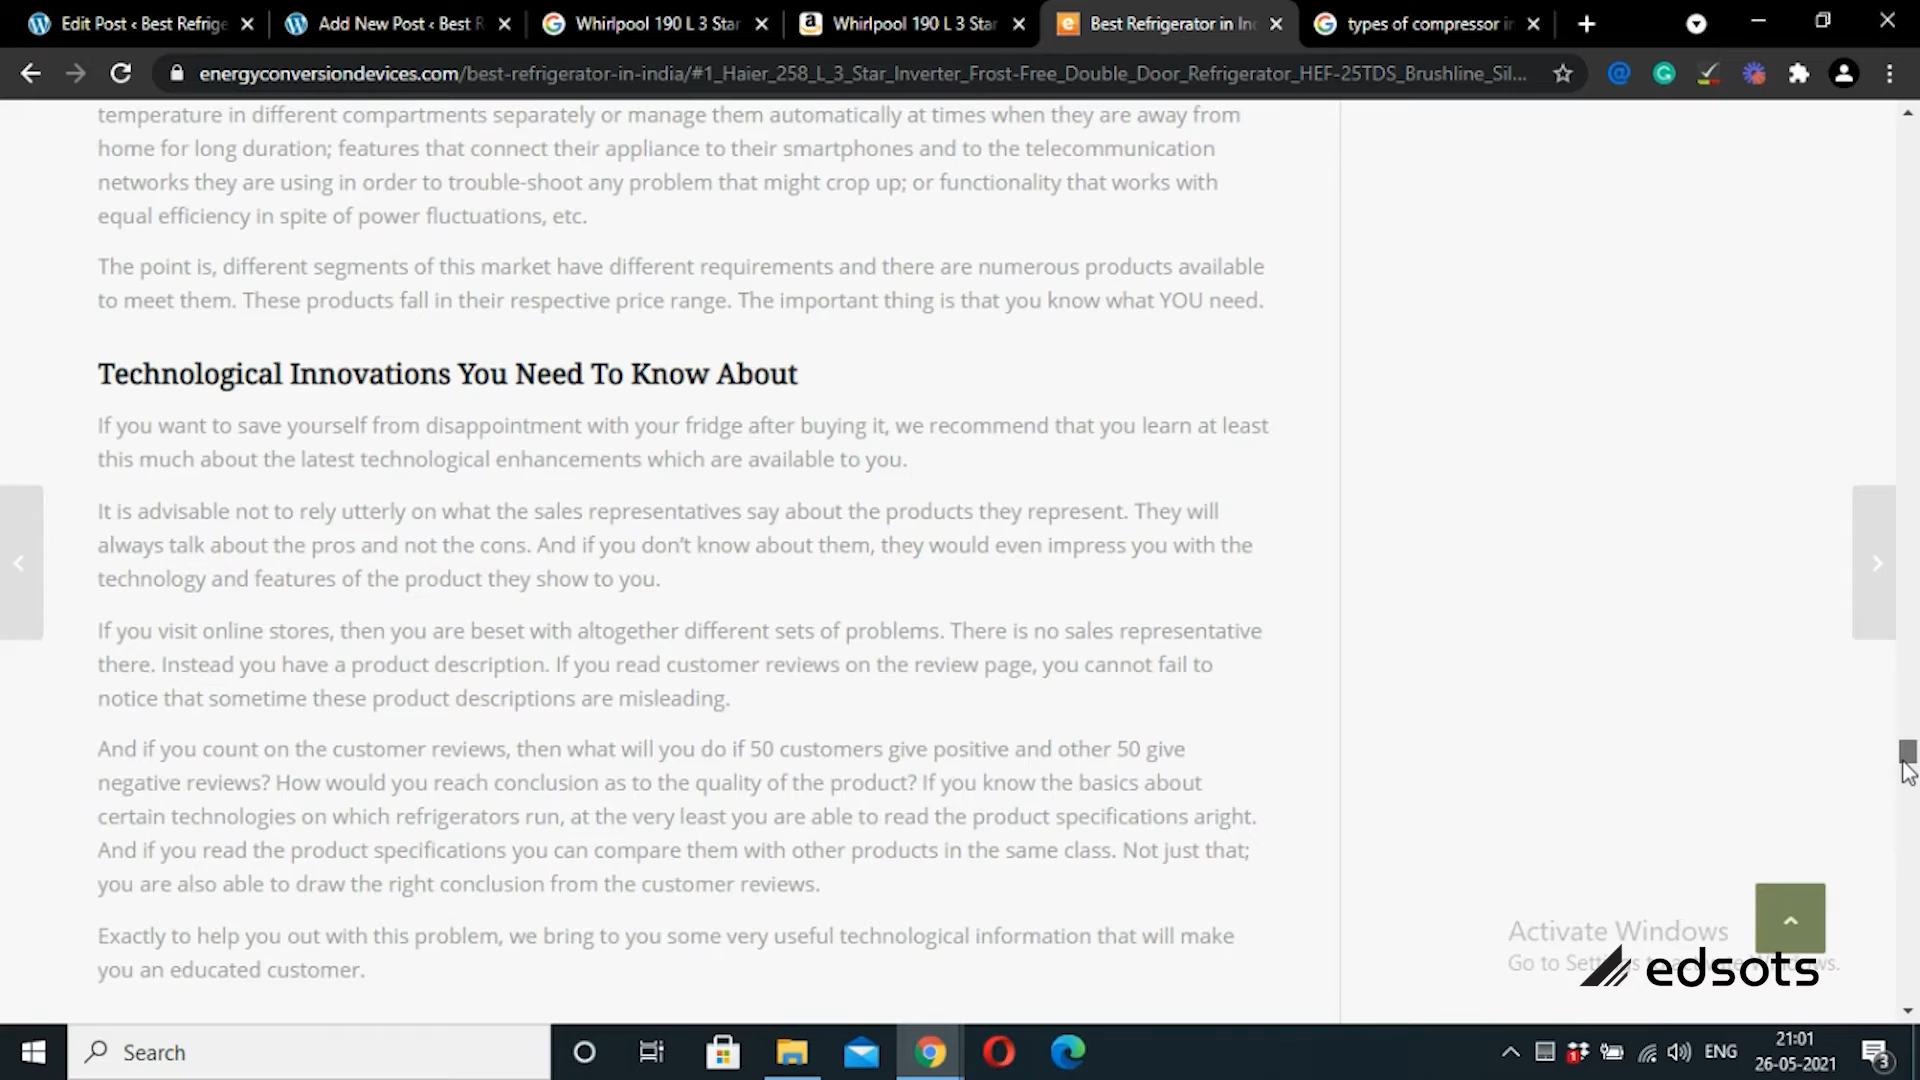 Edit Post ‹ Best Refrige
Add New Post ‹ Best R
Whirlpool 190 L 3 Star
Whirlpool 190 L 3 Star
Best Refrigerator in In
types of compressor in
energyconversiondevices.com/best-refrigerator-in-india/#1_Haier_258_L_3_Star_Inverter_Frost-Free_Double_Door_Refrigerator_HEF-25TDS_Brushline_Sil...
temperature in different compartments separately or manage them automatically at times when they are away from
home for long duration; features that connect their appliance to their smartphones and to the telecommunication
networks they are using in order to trouble-shoot any problem that might crop up; or functionality that works with
equal efficiency in spite of power fluctuations, etc.
The point is, different segments of this market have different requirements and there are numerous products available
to meet them. These products fall in their respective price range. The important thing is that you know what YOU need.
Technological Innovations You Need To Know About
If you want to save yourself from disappointment with your fridge after buying it, we recommend that you learn at least
this much about the latest technological enhancements which are available to you.
It is advisable not to rely utterly on what the sales representatives say about the products they represent. They will
always talk about the pros and not the cons. And if you don't know about them, they would even impress you with the
technology and features of the product they show to you.
If you visit online stores, then you are beset with altogether different sets of problems. There is no sales representative
there. Instead you have a product description. If you read customer reviews on the review page, you cannot fail to
notice that sometime these product descriptions are misleading.
And if you count on the customer reviews, then what will you do if 50 customers give positive and other 50 give
negative reviews? How would you reach conclusion as to the quality of the product? If you know the basics about
certain technologies on which refrigerators run, at the very least you are able to read the product specifications aright.
And if you read the product specifications you can compare them with other products in the same class. Not just that;
you are also able to draw the right conclusion from the customer reviews.
Exactly to help you out with this problem, we bring to you some very useful technological information that will make
you an educated customer.
Activate Windows
Go to
edsots
Search
ENG
21:01
26-05-2021
3